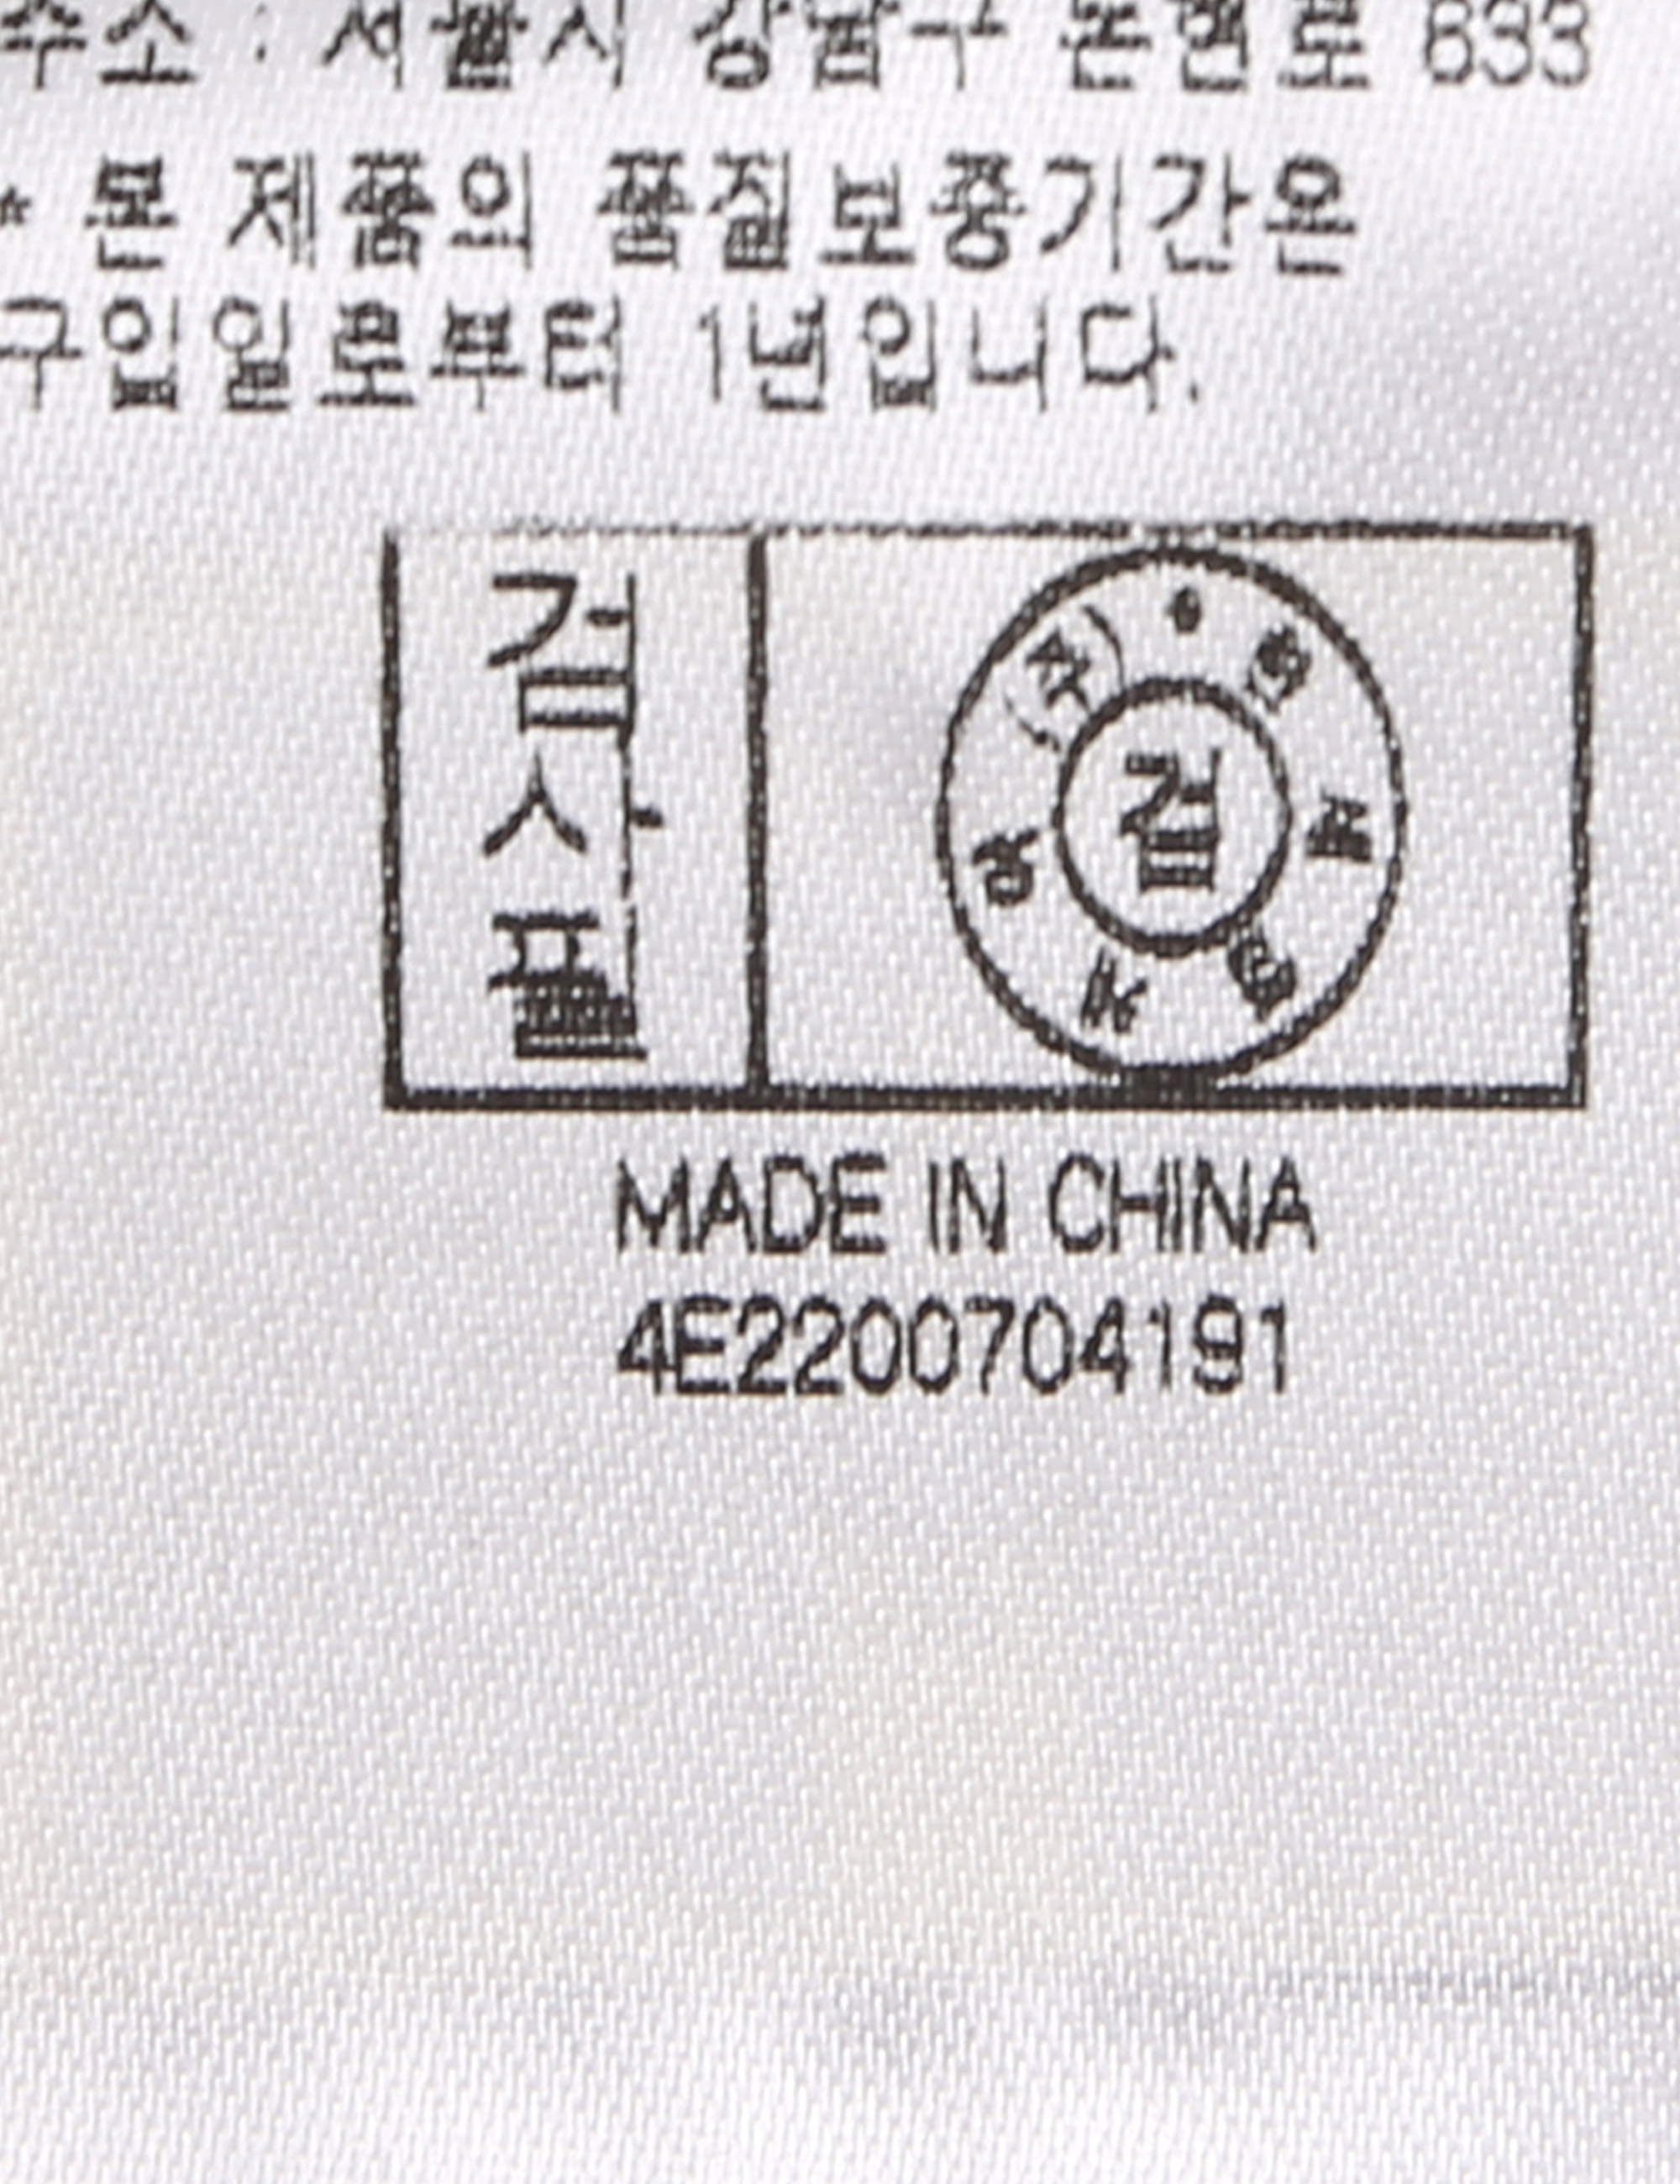 주소 : 서울시 강남구 논현로 633
* 본 제품의 품질보증기간은
구입일로부터 1년입니다.
검사필
(주)
검
MADE IN CHINA
4E2200704191